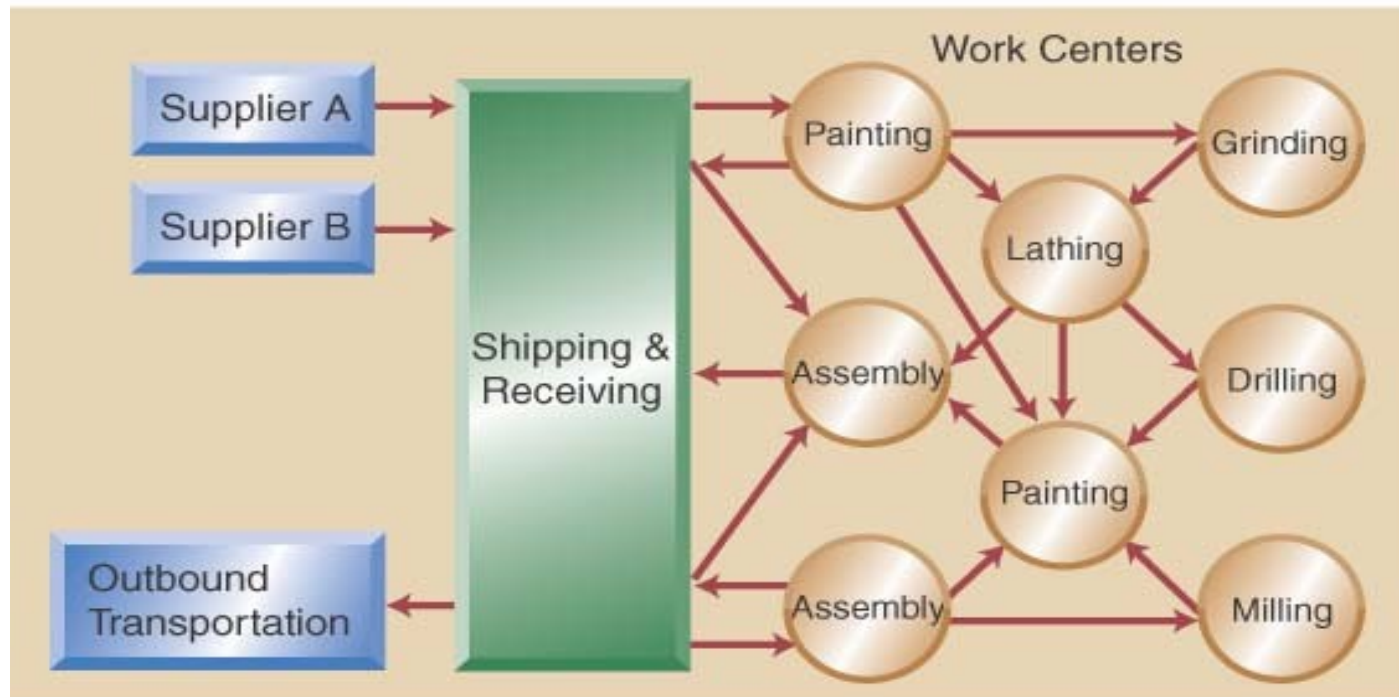 Work Centers
Supplier A
Painting
Grinding
Supplier B
Lathing
Shipping &
Receiving
Assembly
Drilling
Painting
Outbound
Transportation
Assembly
Milling